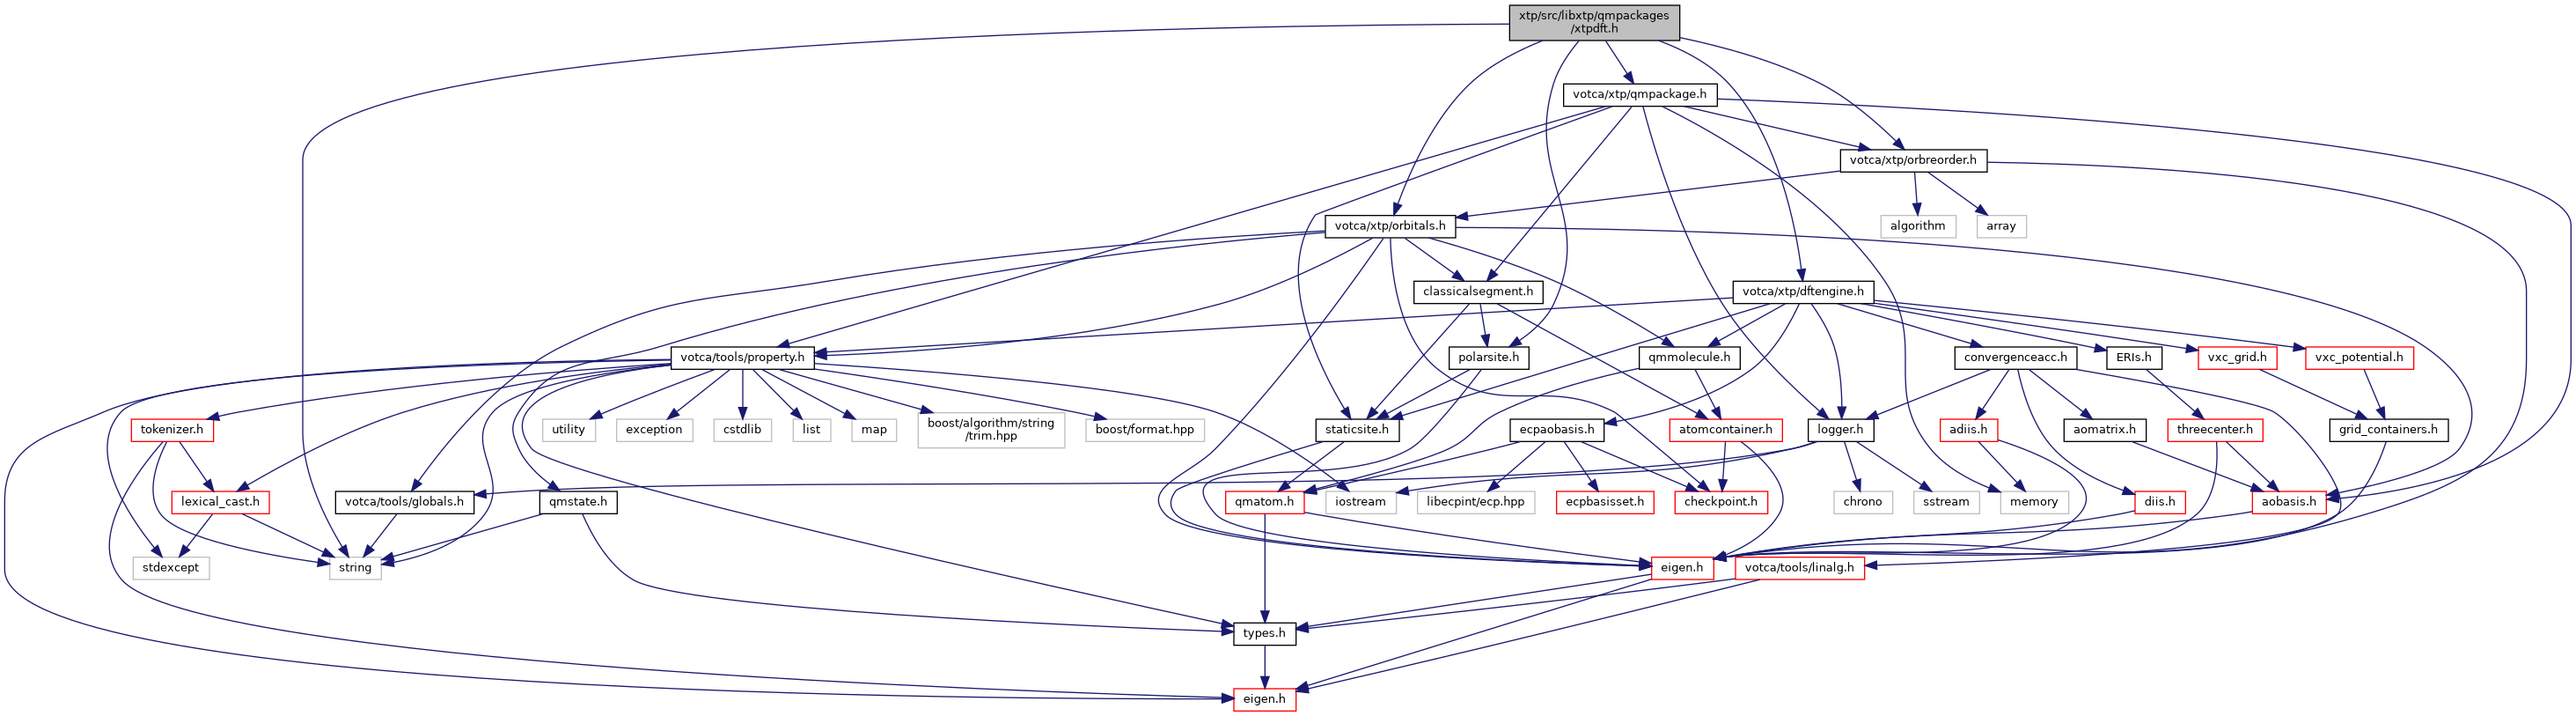 xtp/src/libxtp/qmpackages
/xtpdft.h
votca/xtp/qmpackage.h
votca/xtp/orbreorder.h
votca/xtp/orbitals.h
algorithm
array
classicalsegment.h
votca/xtp/dftengine.h
votca/tools/property.h
polarsite.h
qmmolecule.h
convergenceacc.h
ERIs.h
vxc_grid.h
vxc_potential.h
tokenizer.h
utility
exception
cstdlib
list
map
boost/algorithm/string
/trim.hpp
boost/format.hpp
staticsite.h
ecpaobasis.h
atomcontainer.h
logger.h
adiis.h
aomatrix.h
threecenter.h
grid_containers.h
lexical_cast.h
votca/tools/globals.h
qmstate.h
qmatom.h
iostream
libecpint/ecp.hpp
ecpbasisset.h
checkpoint.h
chrono
sstream
memory
diis.h
aobasis.h
stdexcept
string
eigen.h
votca/tools/linalg.h
types.h
eigen.h